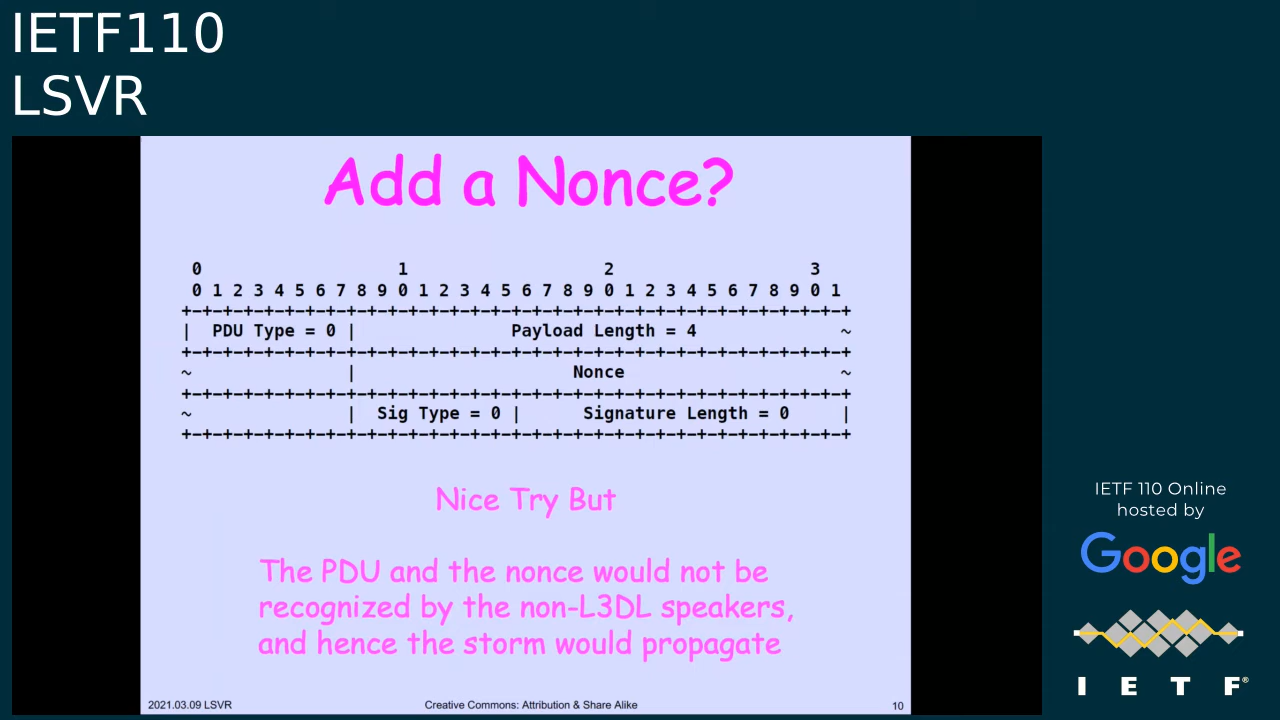 IETF110
LSVR
Add a Nonce?
0 1 2 3
0 1 2 3 4 5 6 7 8 9 0 1 2 3 4 5 6 7 8 9 0 1 2 3 4 5 6 7 8 9 0 1
+-+-+-+-+-+-+-+-+-+-+-+-+-+-+-+-+-+-+-+-+-+-+-+-+-+-+-+-+-+-+-+-+
| PDU Type = 0 | Payload Length = 4 ~
+-+-+-+-+-+-+-+-+-+-+-+-+-+-+-+-+-+-+-+-+-+-+-+-+-+-+-+-+-+-+-+-+
~ | Nonce ~
+-+-+-+-+-+-+-+-+-+-+-+-+-+-+-+-+-+-+-+-+-+-+-+-+-+-+-+-+-+-+-+-+
~ | Sig Type = 0 | Signature Length = 0 |
+-+-+-+-+-+-+-+-+-+-+-+-+-+-+-+-+-+-+-+-+-+-+-+-+-+-+-+-+-+-+-+-+
Nice Try But
The PDU and the nonce would not be
recognized by the non-L3DL speakers,
and hence the storm would propagate
2021.03.09 LSVR
Creative Commons: Attribution & Share Alike
10
IETF 110 Online
hosted by
Google
I E T F®